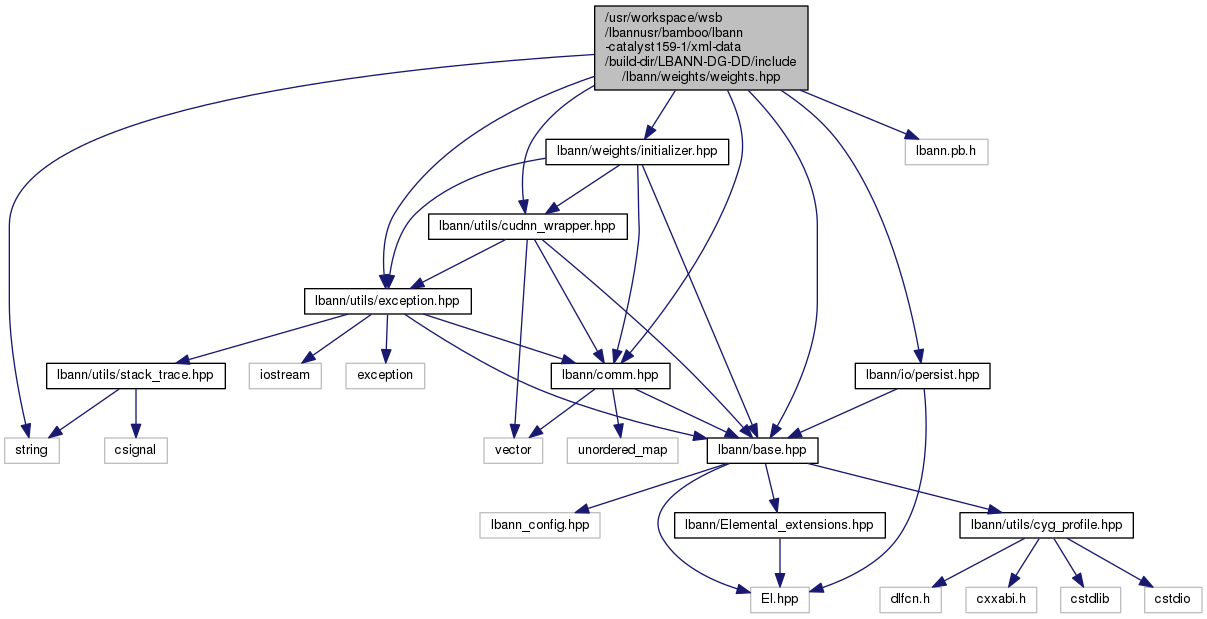 /usr/workspace/wsb
/lbannusr/bamboo/lbann
-catalyst159-1/xml-data
/build-dir/LBANN-DG-DD/include
/lbann/weights/weights.hpp
lbann/weights/initializer.hpp
lbann.pb.h
lbann/utils/cudnn_wrapper.hpp
lbann/utils/exception.hpp
lbann/utils/stack_trace.hpp
iostream
exception
lbann/comm.hpp
lbann/io/persist.hpp
string
csignal
vector
unordered_map
lbann/base.hpp
lbann_config.hpp
lbann/Elemental_extensions.hpp
lbann/utils/cyg_profile.hpp
El.hpp
dlfcn.h
cxxabi.h
cstdlib
cstdio